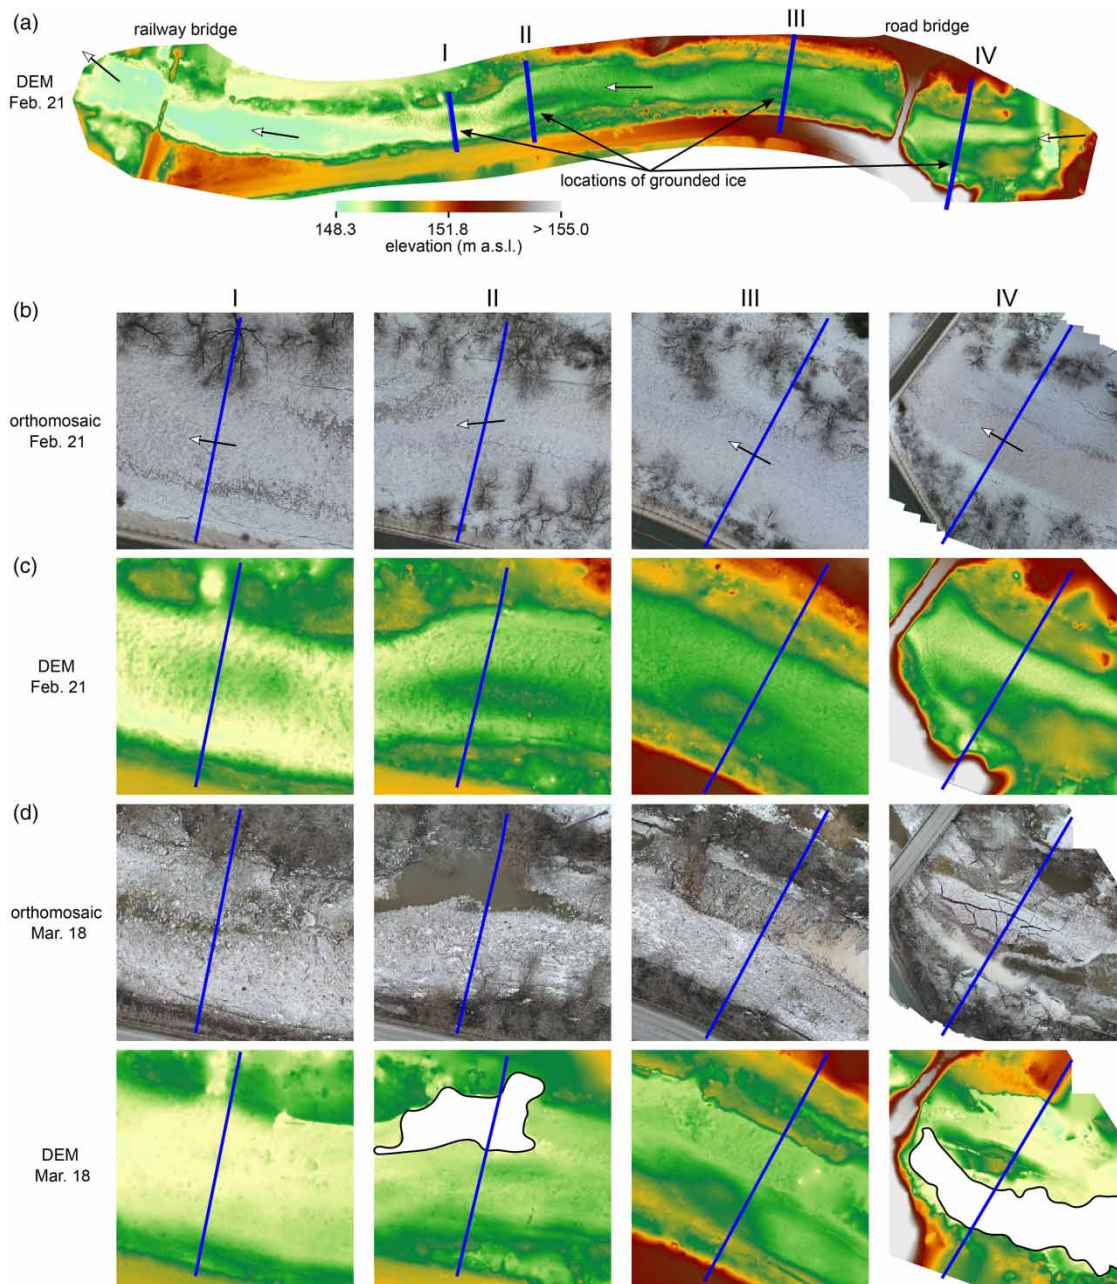 (a)
railway bridge
I
II
III
road bridge
IV
DEM
Feb. 21
locations of grounded ice
148.3
151.8
> 155.0
elevation (m a.s.l.)
(b)
I
II
III
IV
orthomosaic
Feb. 21
(c)
DEM
Feb. 21
(d)
orthomosaic
Mar. 18
DEM
Mar. 18